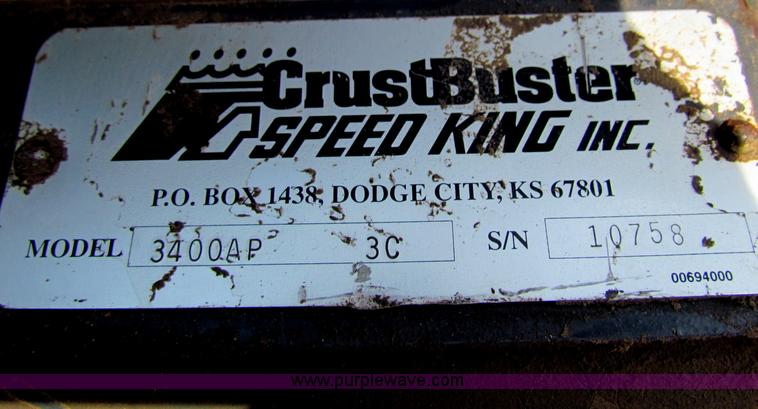 CrustBuster
SPEED KING INC.
P.O. BOX 1438, DODGE CITY, KS 67801
MODEL 3400AP 3C S/N 10758
00694000
www.purplewave.com